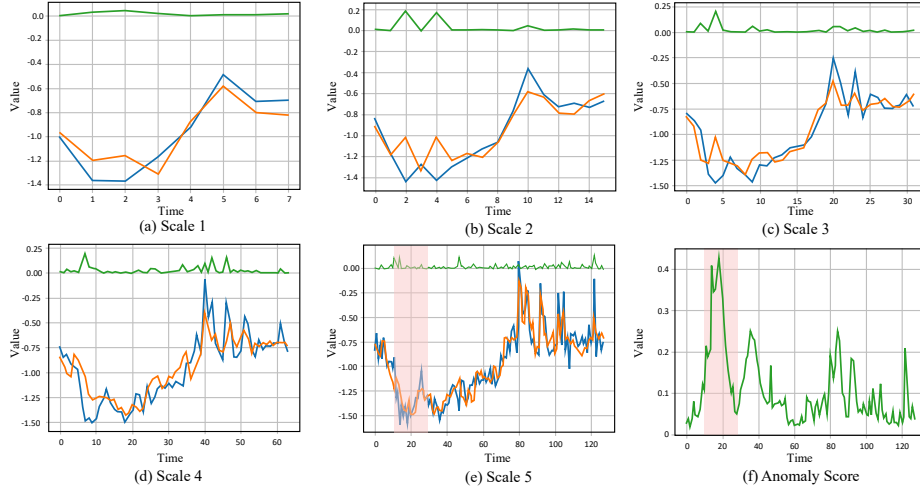 0.0
-0.2
-0.4
-0.6
-0.8
-1.0
-1.2
-1.4
Value
0 1 2 3 4 5 6 7
Time
(a) Scale 1
0.2
0.0
-0.2
-0.4
-0.6
-0.8
-1.0
-1.2
-1.4
Value
0 2 4 6 8 10 12 14
Time
(b) Scale 2
0.25
0.00
-0.25
-0.50
-0.75
-1.00
-1.25
-1.50
Value
0 5 10 15 20 25 30
Time
(c) Scale 3
0.25
0.00
-0.25
-0.50
-0.75
-1.00
-1.25
-1.50
Value
0 10 20 30 40 50 60
Time
(d) Scale 4
0.00
-0.25
-0.50
-0.75
-1.00
-1.25
-1.50
Value
0 20 40 60 80 100 120
Time
(e) Scale 5
0.4
0.3
0.2
0.1
0
Value
0 20 40 60 80 100 120
Time
(f) Anomaly Score